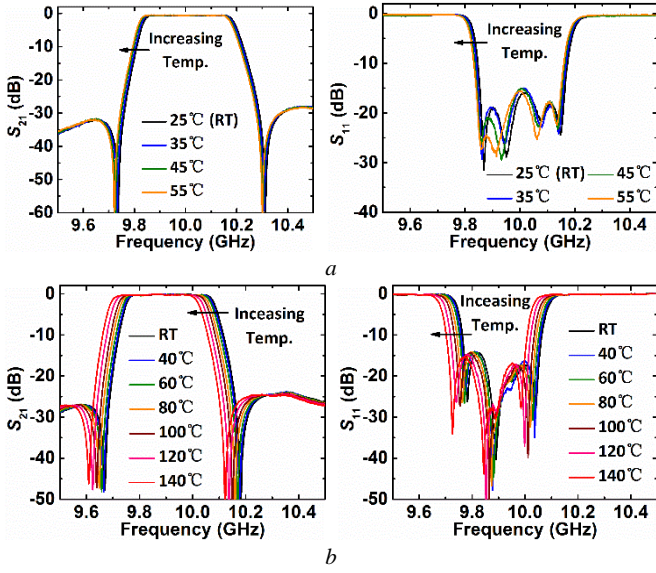 0
-10
-20
-30
-40
-50
-60
S21 (dB)
Increasing
Temp.
25℃ (RT)
35℃
45℃
55℃
9.6 9.8 10.0 10.2 10.4
Frequency (GHz)
0
-10
-20
-30
-40
S11 (dB)
Increasing
Temp.
25℃ (RT) 45℃
35℃ 55℃
9.6 9.8 10.0 10.2 10.4
Frequency (GHz)
a
0
-10
-20
-30
-40
-50
S21 (dB)
Increasing
Temp.
RT
40℃
60℃
80℃
100℃
120℃
140℃
9.6 9.8 10.0 10.2 10.4
Frequency (GHz)
0
-10
-20
-30
-40
-50
S11 (dB)
Inceasing
Temp.
RT
40℃
60℃
80℃
100℃
120℃
140℃
9.6 9.8 10.0 10.2 10.4
Frequency (GHz)
b